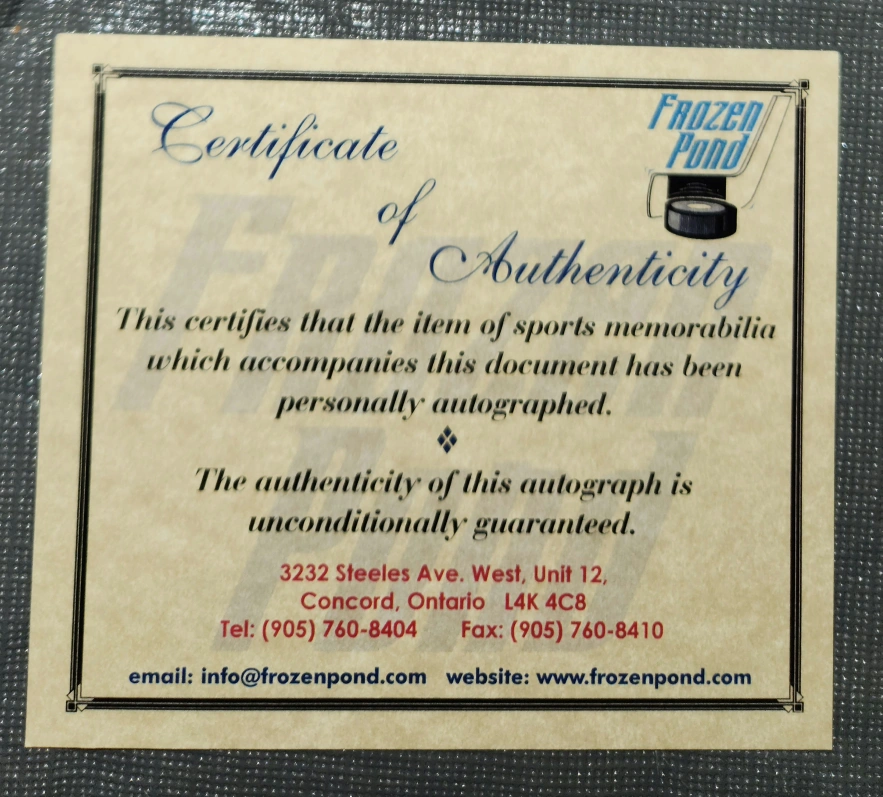 Certificate
of
Authenticity
Frozen
Pond
This certifies that the item of sports memorabilia
which accompanies this document has been
personally autographed.
The authenticity of this autograph is
unconditionally guaranteed.
3232 Steeles Ave. West, Unit 12,
Concord, Ontario L4K 4C8
Tel: (905) 760-8404 Fax: (905) 760-8410
email: info@frozenpond.com website: www.frozenpond.com
Frozen
Pond